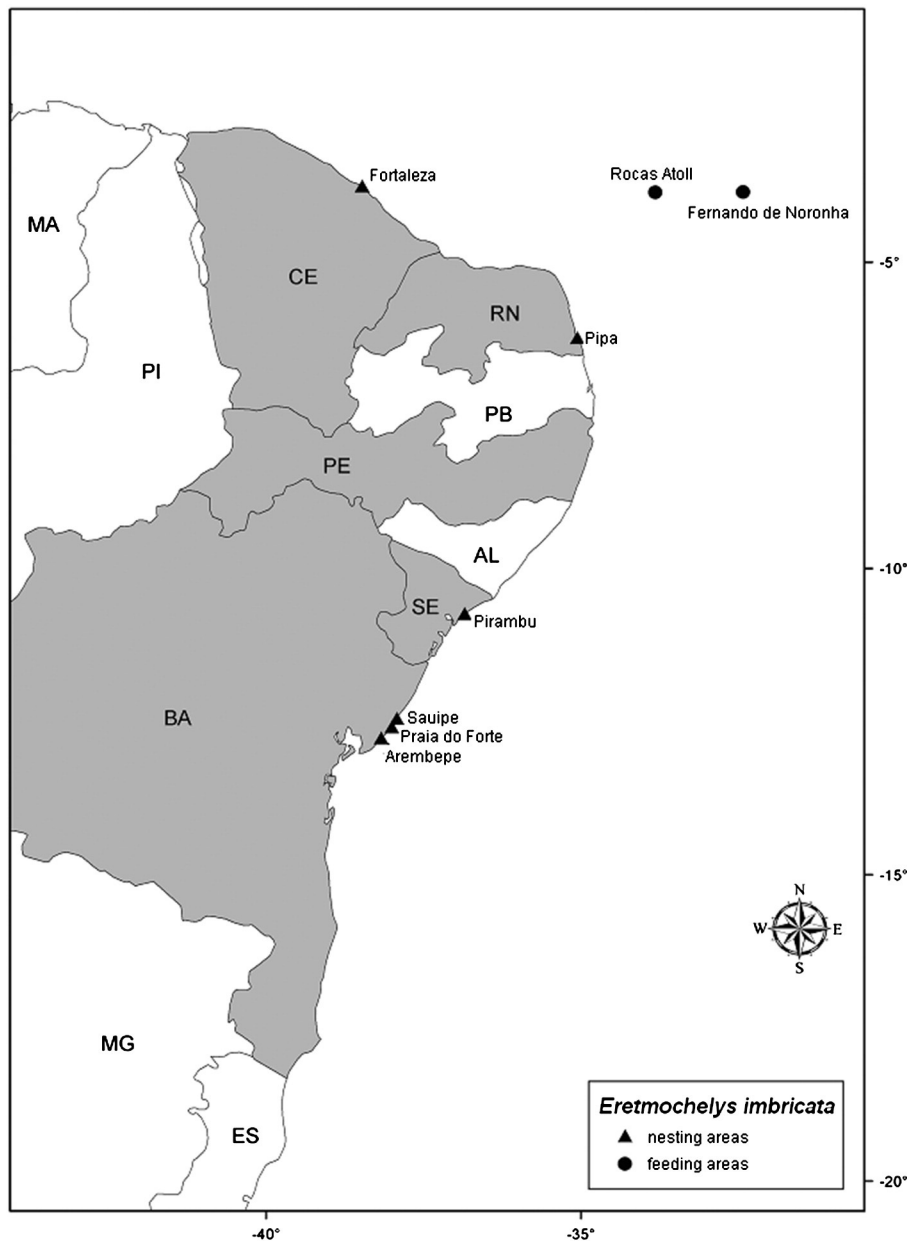 Fortaleza
Rocas Atoll
Fernando de Noronha
MA
CE
-5°
RN
Pipa
PI
PB
PE
AL
-10°
SE
Pirambu
BA
Sauipe
Praia do Forte
Arembepe
-15°
N
W E
S
MG
Eretmochelys imbricata
nesting areas
feeding areas
ES
-20°
-40°
-35°